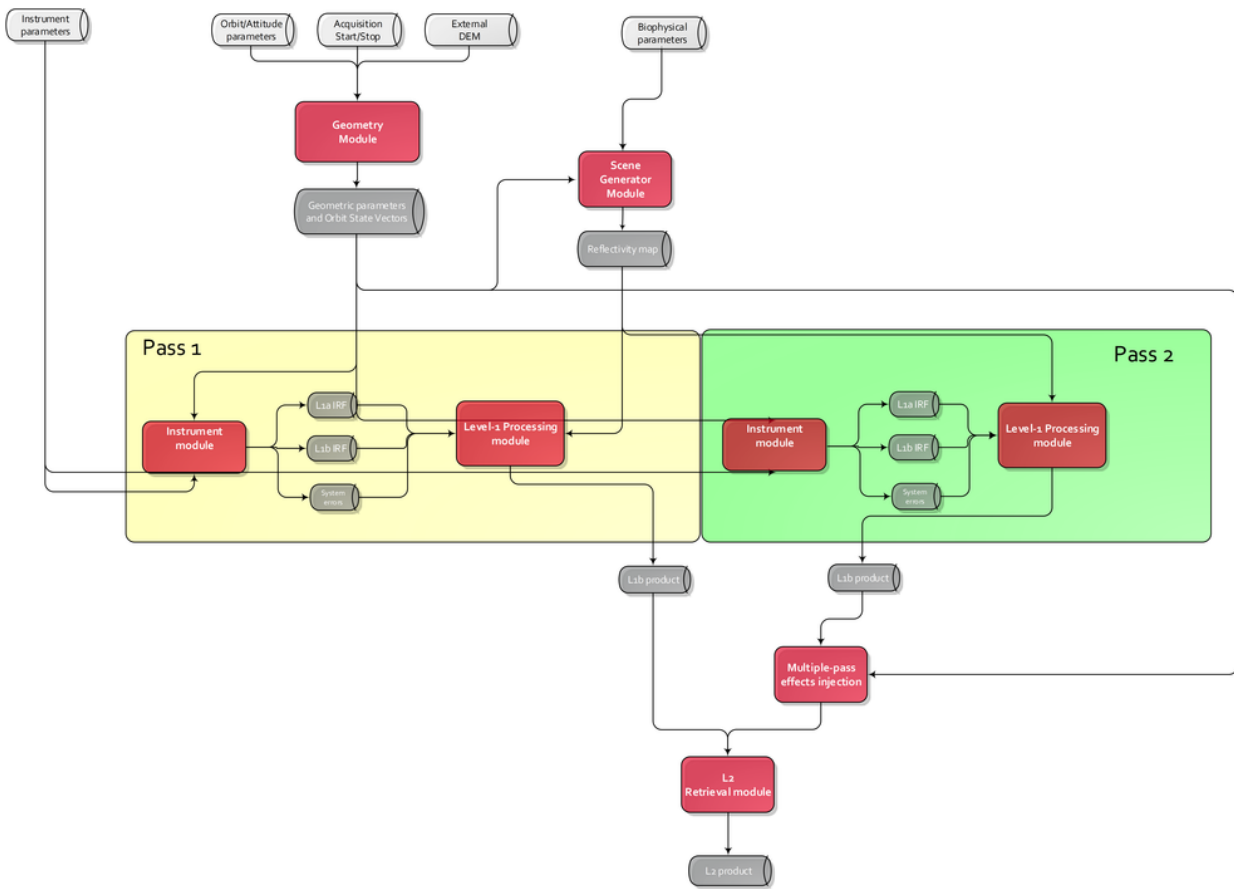 Instrument
parameters
Orbit/Attitude
parameters
Acquisition
Start/Stop
External
DEM
Biophysical
parameters
Geometry
Module
Scene
Generator
Module
Geometric parameters
and Orbit State Vectors
Reflectivity map
Pass 1
Pass 2
L1a IRF
L1b IRF
System
errors
Instrument
module
Level-1 Processing
module
L1a IRF
L1b IRF
System
errors
Instrument
module
Level-1 Processing
module
L1b product
L1b product
Multiple-pass
effects injection
L2
Retrieval module
L2 product